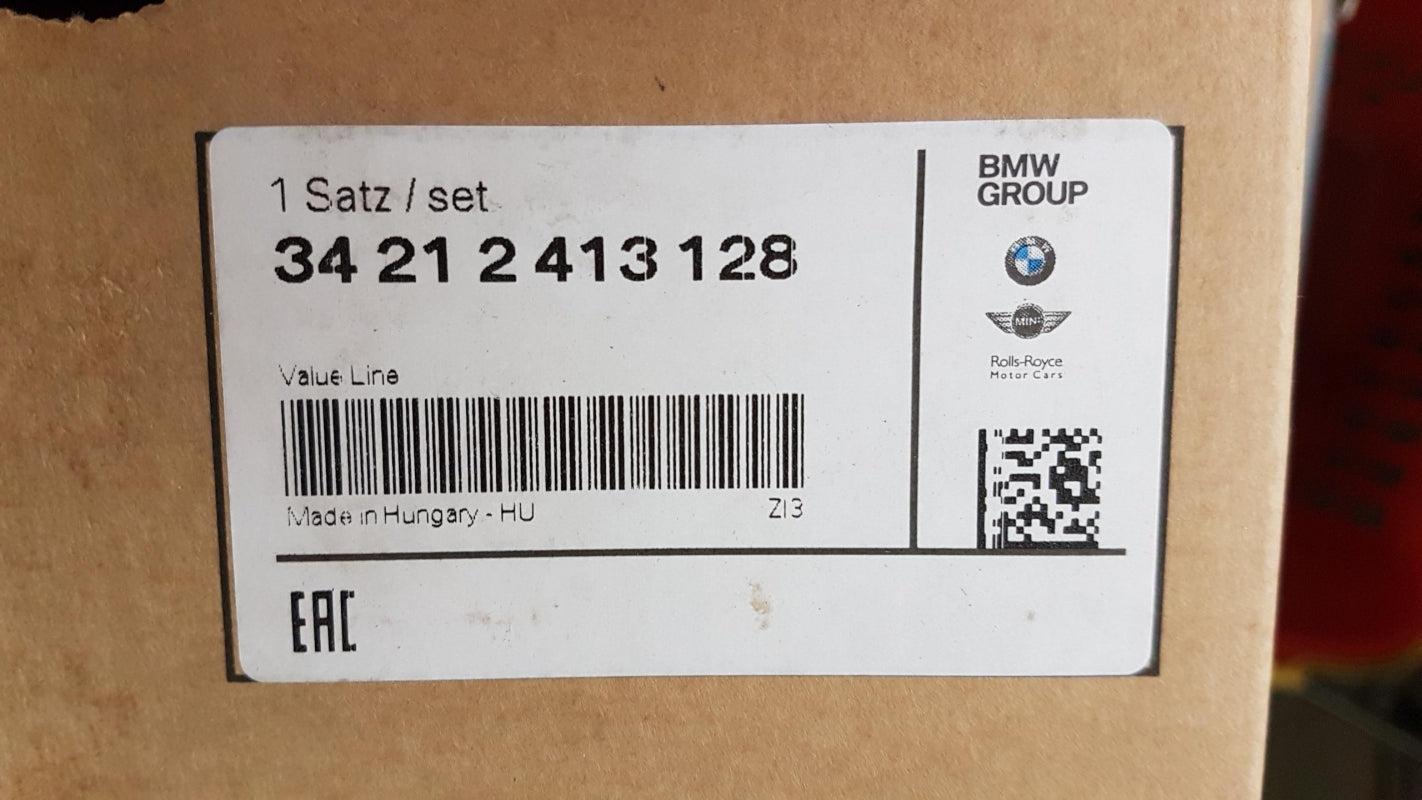 1 Satz / set
34 21 2 413 128
Value Line
Made in Hungary - HU
ZI3
EAC
BMW
GROUP
MINI
Rolls-Royce
Motor Cars